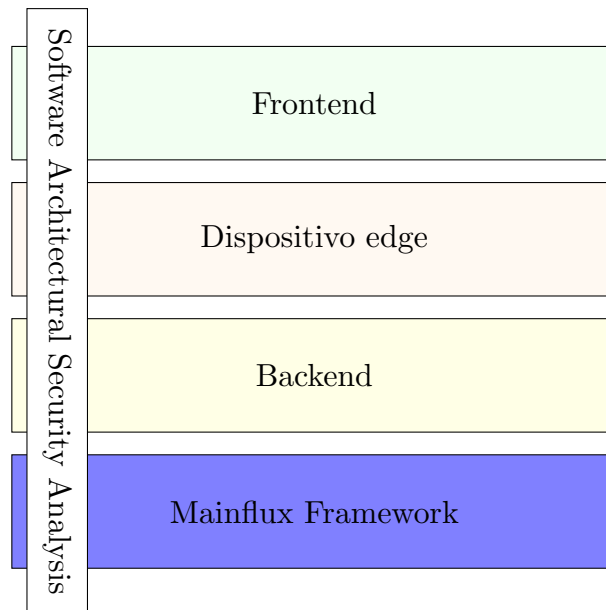 Software Architectural Security Analysis
Frontend
Dispositivo edge
Backend
Mainflux Framework